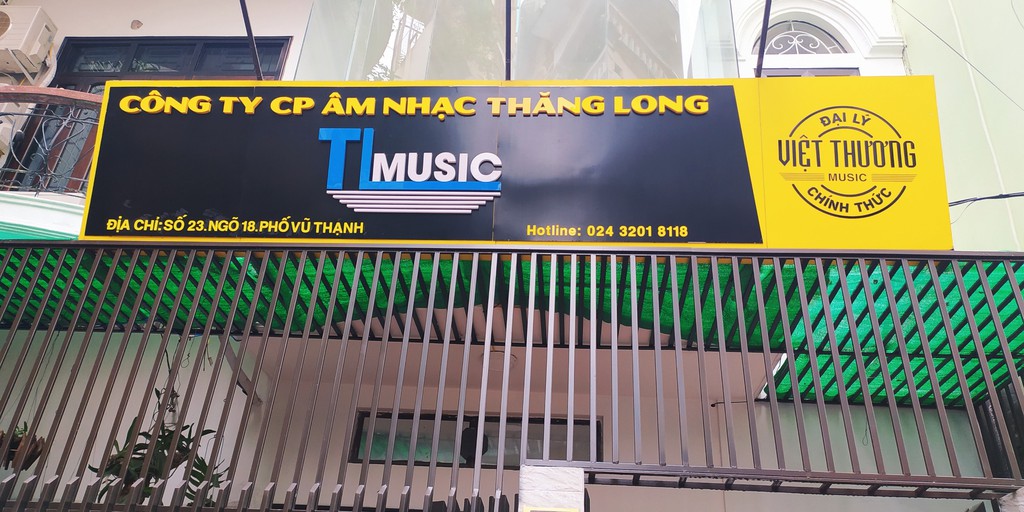 CÔNG TY CP ÂM NHẠC THĂNG LONG
TL MUSIC
ĐỊA CHỈ:SỐ 23.NGÕ 18.PHỐ VŨ THẠNH
Hotline: 024 3201 8118
ĐẠI LÝ
VIỆT THƯƠNG
MUSIC
CHÍNH THỨC